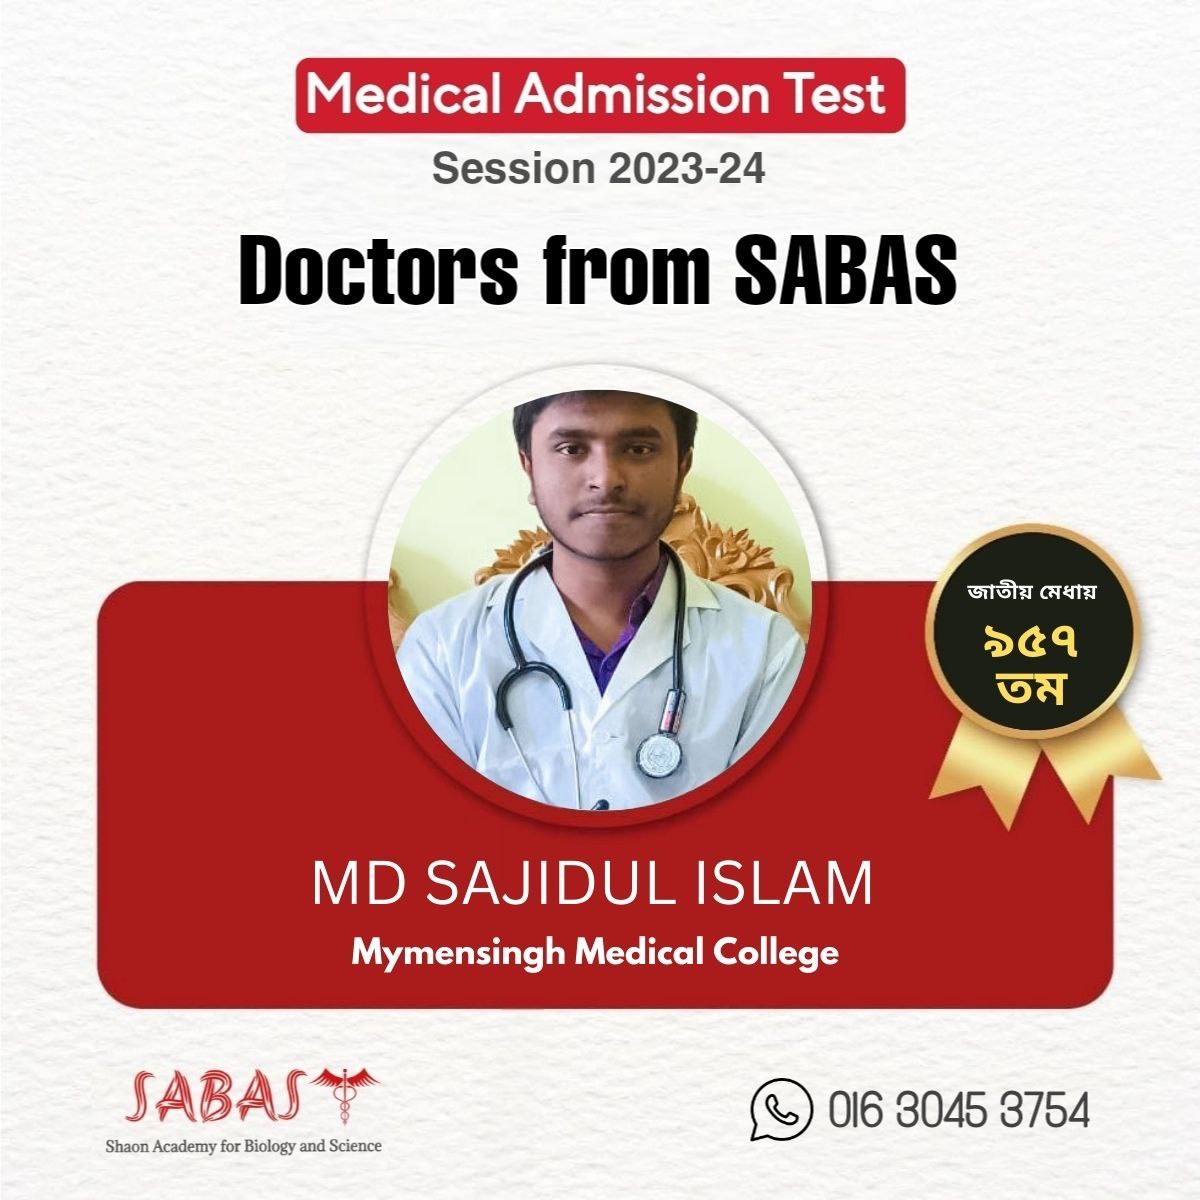 Medical Admission Test
Session 2023-24
Doctors from SABAS
জাতীয় মেধায়
৯৫৭
তম
MD SAJIDUL ISLAM
Mymensingh Medical College
SABAS
Shaon Academy for Biology and Science
016 3045 3754